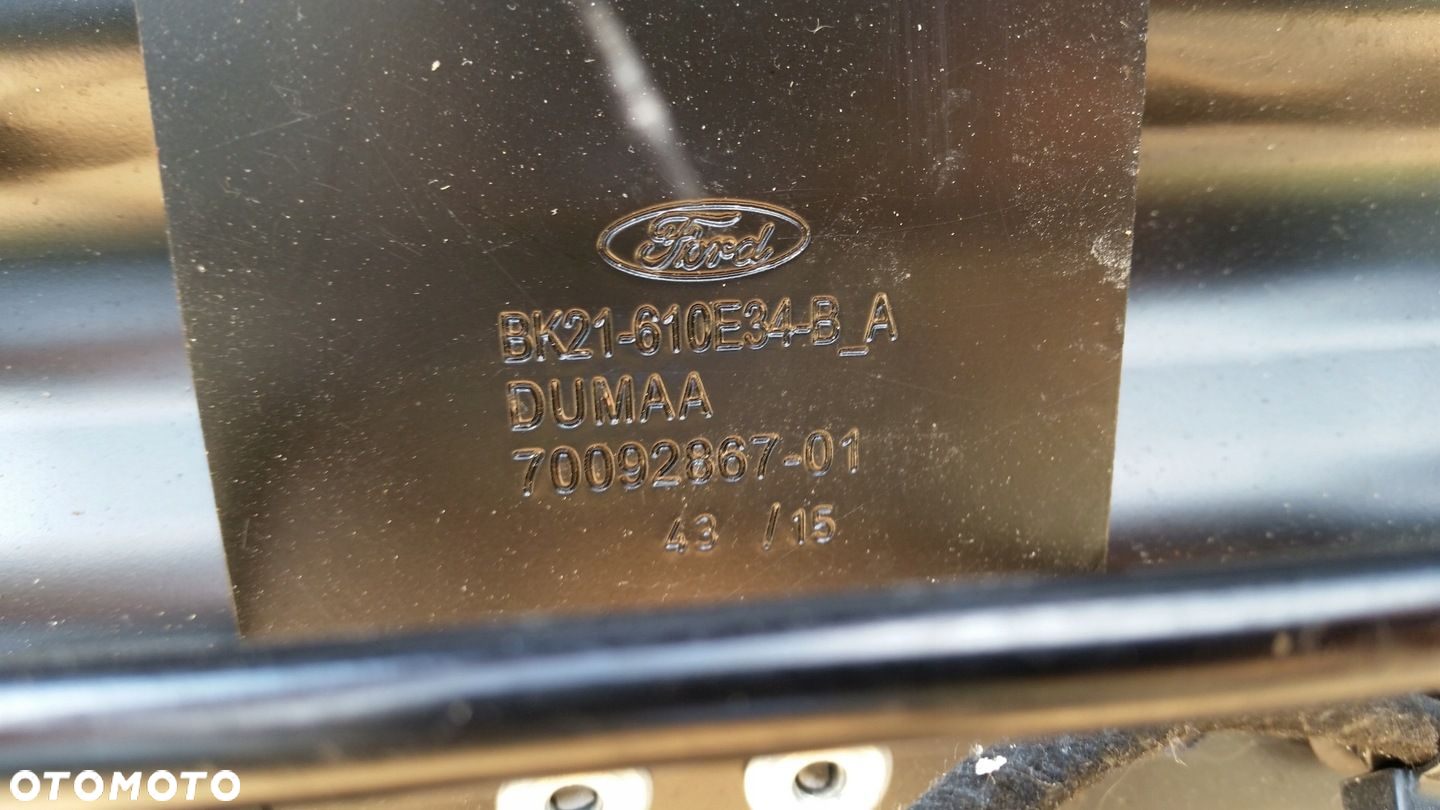 Ford
BK21-610E34-B_A
DUMAA
70092867-01
43 /15
OTOMOTO